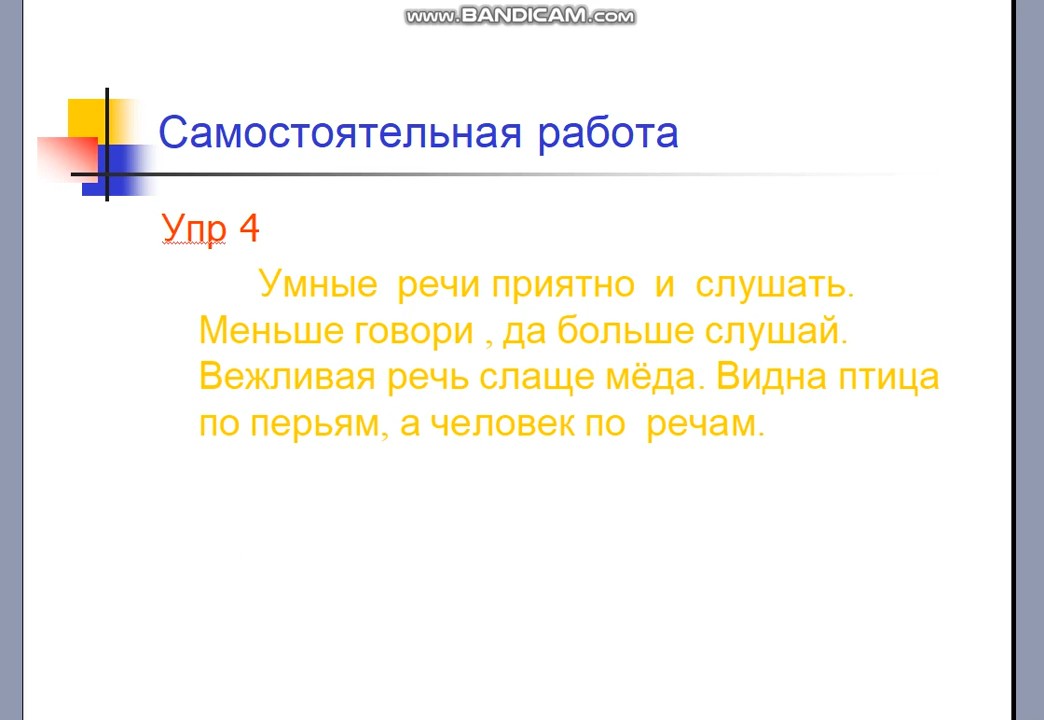 www.BANDICAM.com
Самостоятельная работа
Упр 4
Умные речи приятно и слушать.
Меньше говори , да больше слушай.
Вежливая речь слаще мёда. Видна птица
по перьям, а человек по речам.